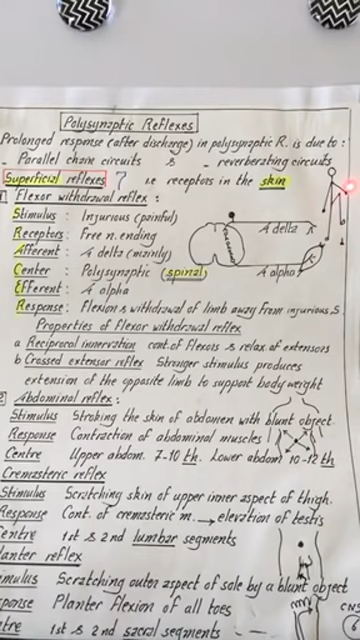 Polysynaptic Reflexes
Prolonged response (after discharge) in polysynaptic R. is due to :
- Parallel chain circuits & - reverberating circuits
Superficial reflexes ? i.e receptors in the skin
1 Flexor withdrawal reflex :
Stimulus : Injurious (painful)
Receptors : Free n. ending
Afferent : A delta (mainly)
A delta
Center : Polysynaptic (spinal)
Efferent : A alpha
A alpha
Response : Flexion & withdrawal of limb away from injurious S.
Properties of Flexor withdrawal reflex
a Reciprocal innervation cont. of flexors & relax. of extensors
b Crossed extensor reflex Stronger stimulus produces
extension of the opposite limb to support body weight
2 Abdominal reflex :
Stimulus Stroking the skin of abdomen with blunt object
Response Contraction of abdominal muscles
Centre Upper abdom. 7-10 th. Lower abdom 10-12 th
Cremasteric reflex
Stimulus Scratching skin of upper inner aspect of thigh.
Response Cont. of cremasteric m. → elevation of testis
entre 1st & 2nd lumbar segments
lanter reflex
imulus Scratching outer aspect of sole by a blunt object
sponse Planter flexion of all toes
CNS
ntre 1st & 2nd sacral segments
6